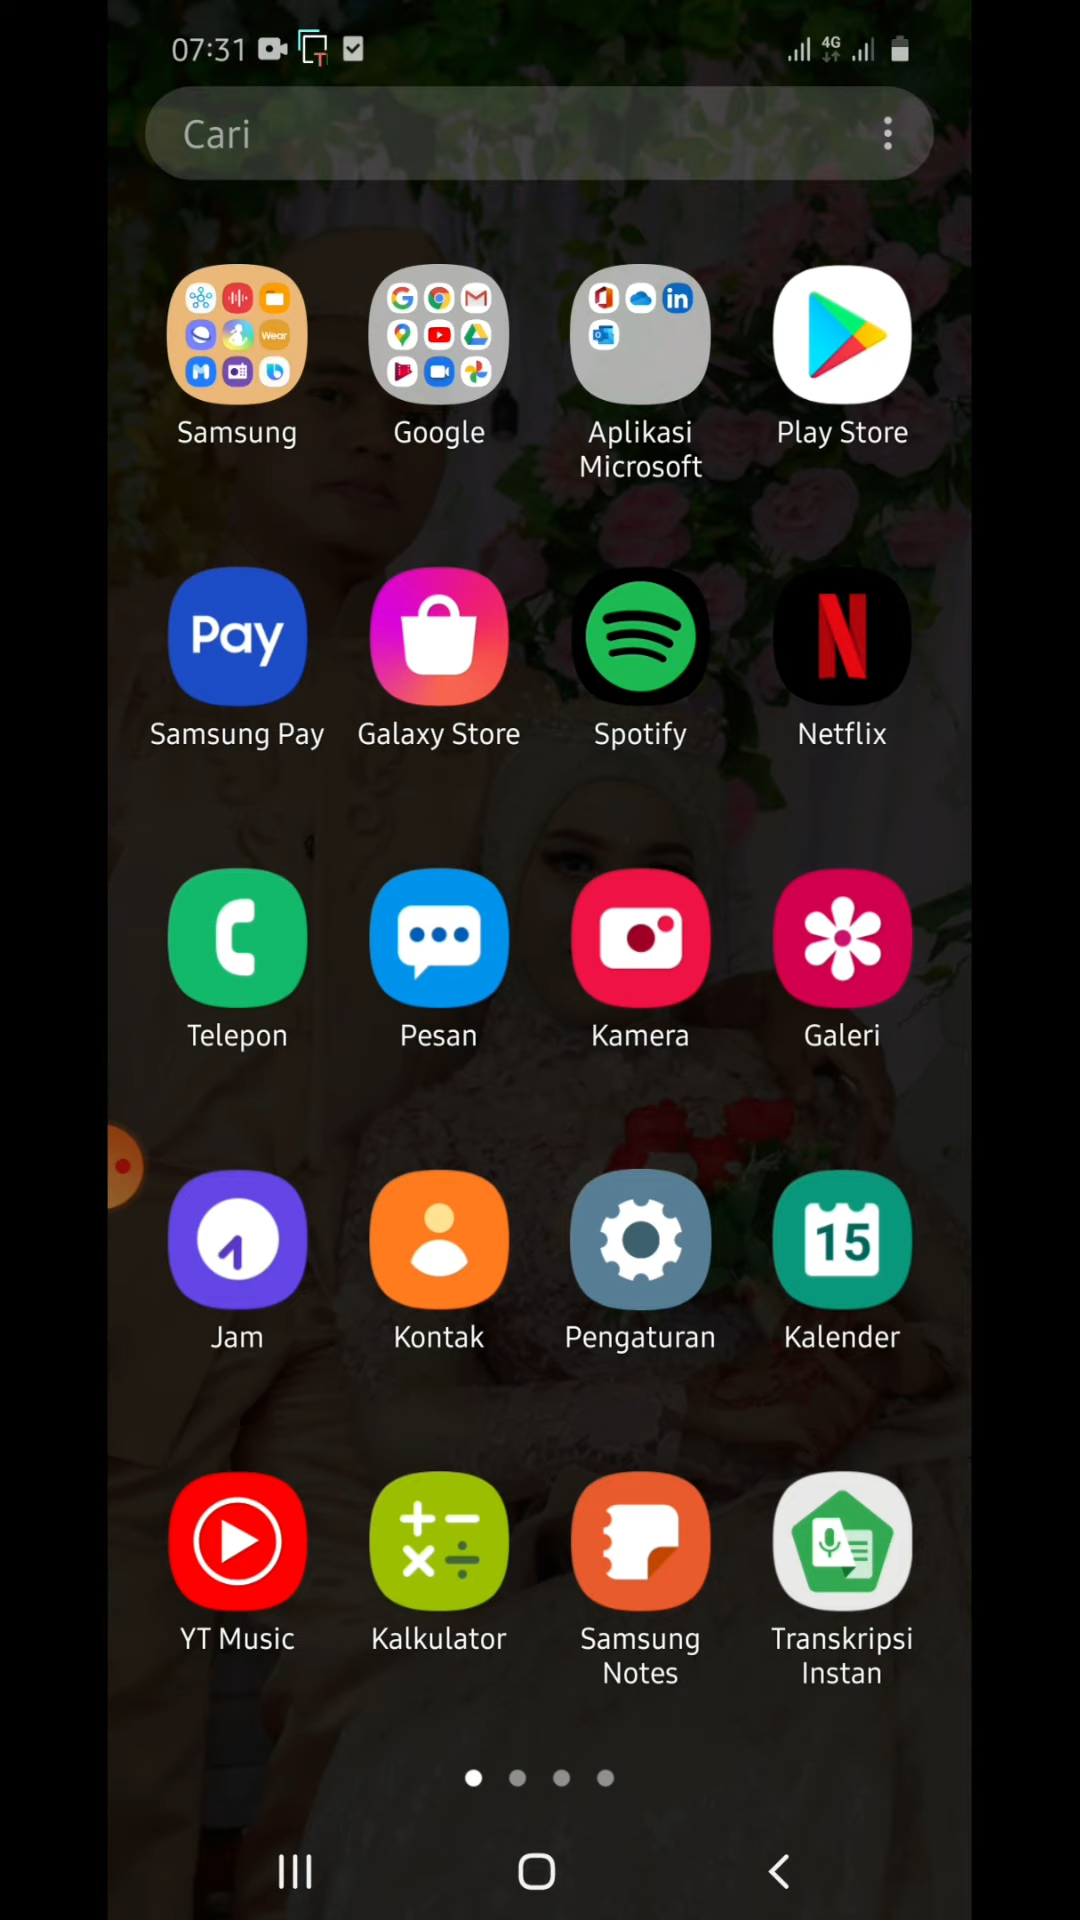 07:31
4G
Cari
Wear
Samsung
Google
Aplikasi
Microsoft
Play Store
Pay
Samsung Pay
Galaxy Store
Spotify
N
Netflix
Telepon
Pesan
Kamera
Galeri
15
Jam
Kontak
Pengaturan
Kalender
YT Music
Kalkulator
Samsung
Notes
Transkripsi
Instan